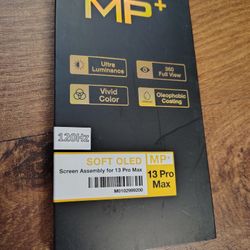 MP+
Ultra
Luminance
360
Full View
Vivid
Color
Oleophobic
Coating
120Hz
SOFT OLED
Screen Assembly for 13 Pro Max
M0102999200
MP+
13 Pro
Max